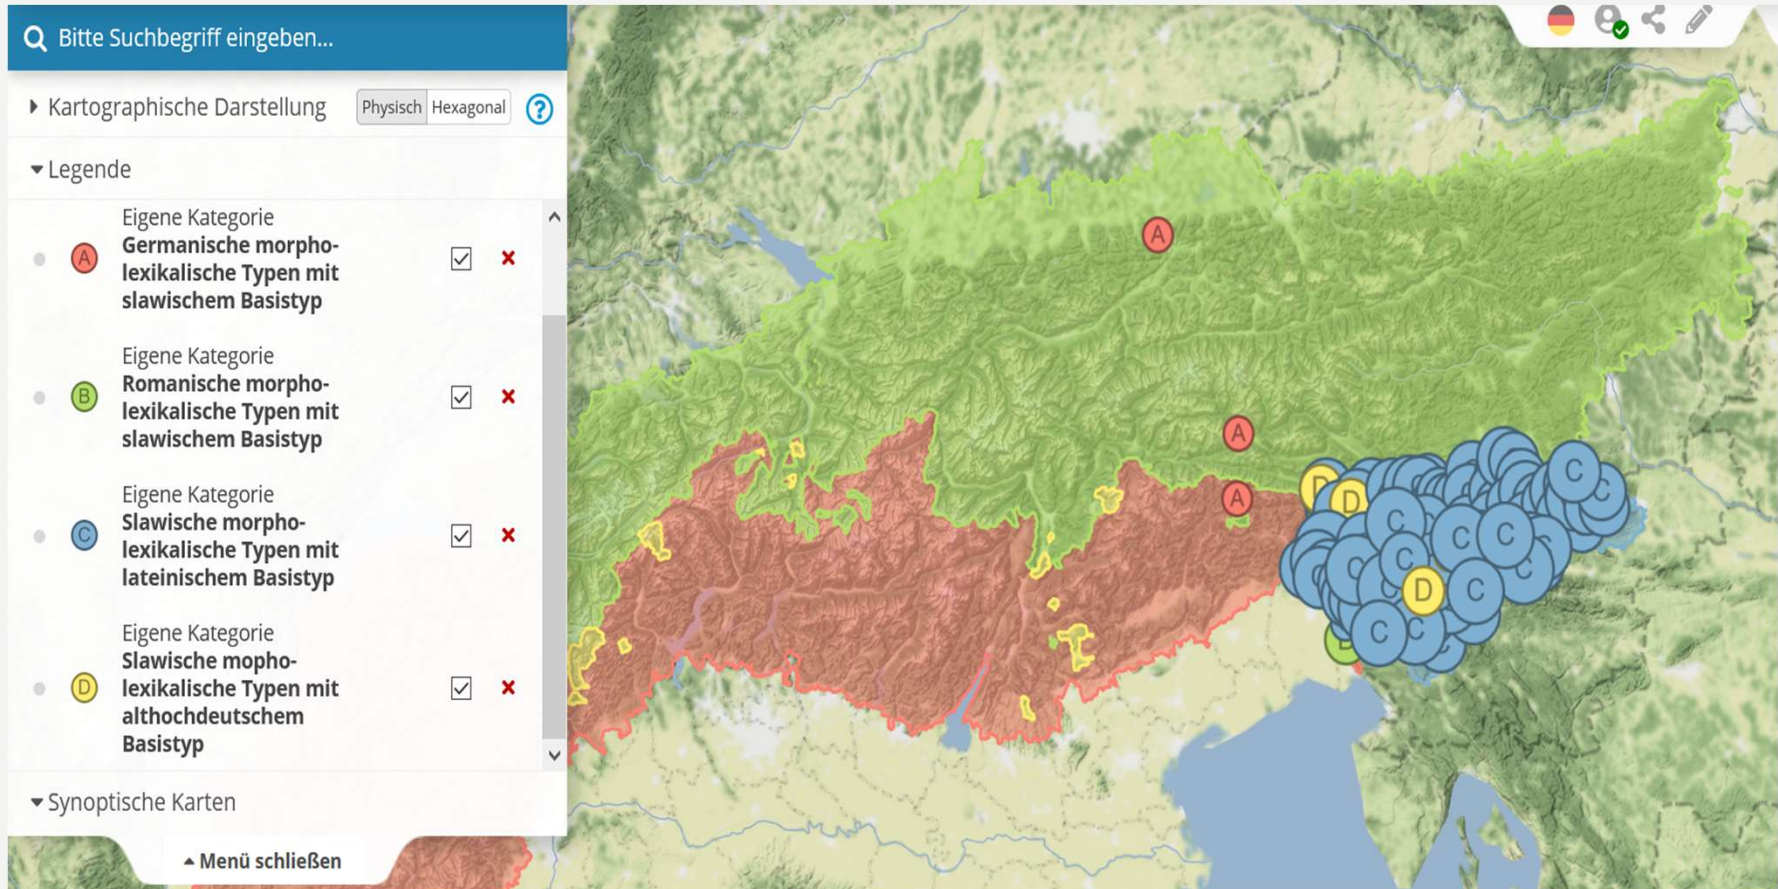 Bitte Suchbegriff eingeben...
Kartographische Darstellung Physisch Hexagonal ?
Legende
Eigene Kategorie
A Germanische morpho-
lexikalische Typen mit
slawischem Basistyp
Eigene Kategorie
B Romanische morpho-
lexikalische Typen mit
slawischem Basistyp
Eigene Kategorie
C Slawische morpho-
lexikalische Typen mit
lateinischem Basistyp
Eigene Kategorie
D Slawische mopho-
lexikalische Typen mit
althochdeutschem
Basistyp
Synoptische Karten
Menü schließen
A
A
A
D
D
C
C
C
C
C
C
C
C
C
D
C
C
C
C
B